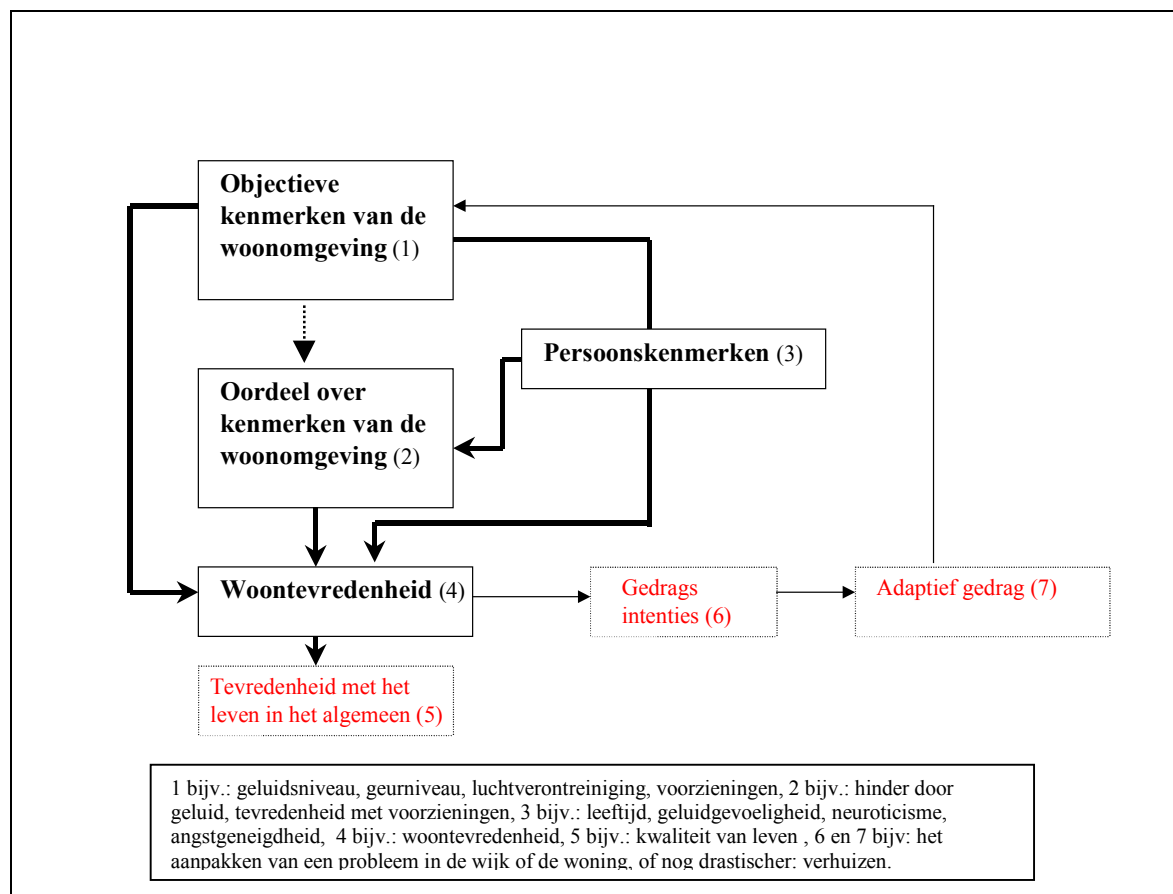 Objectieve
kenmerken van de
woonomgeving (1)
Persoonskenmerken (3)
Oordeel over
kenmerken van de
woonomgeving (2)
Woontevredenheid (4)
Gedrags
intenties (6)
Adaptief gedrag (7)
Tevredenheid met het
leven in het algemeen (5)
1 bijv.: geluidsniveau, geurniveau, luchtverontreiniging, voorzieningen, 2 bijv.: hinder door
geluid, tevredenheid met voorzieningen, 3 bijv.: leeftijd, geluidgevoeligheid, neuroticisme,
angstgeneigdheid, 4 bijv.: woontevredenheid, 5 bijv.: kwaliteit van leven , 6 en 7 bijv: het
aanpakken van een probleem in de wijk of de woning, of nog drastischer: verhuizen.